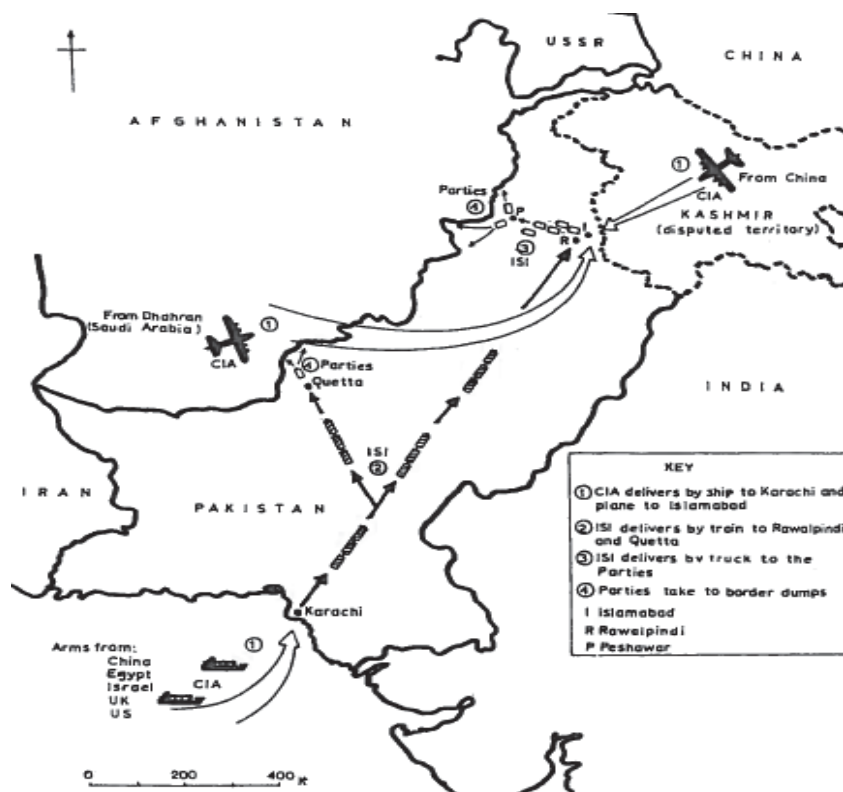 USSR
CHINA
AFGHANISTAN
①
From China
CIA
Parties
④
P
KASHMIR
(disputed territory)
I
R
③
ISI
From Dhahran
(Saudi Arabia)
①
CIA
④ Parties
Quetta
INDIA
ISI
②
IRAN
PAKISTAN
Karachi
①
Arms from:
China
Egypt
Israel
UK
US
CIA
KEY
① CIA delivers by ship to Karachi and
plane to Islamabad
② ISI delivers by train to Rawalpindi
and Quetta
③ ISI delivers by truck to the
Parties
④ Parties take to border dumps
I Islamabad
R Rawalpindi
P Peshawar
0 200 400